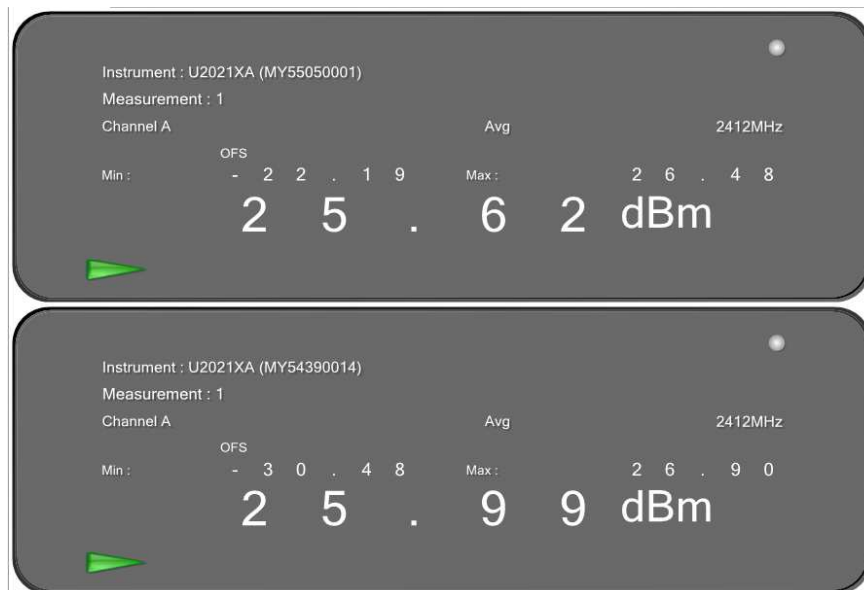 Instrument : U2021XA (MY55050001)
Measurement : 1
Channel A Avg 2412MHz
OFS
Min : -22.19 Max : 26.48
25.62 dBm
Instrument : U2021XA (MY54390014)
Measurement : 1
Channel A Avg 2412MHz
OFS
Min : -30.48 Max : 26.90
25.99 dBm